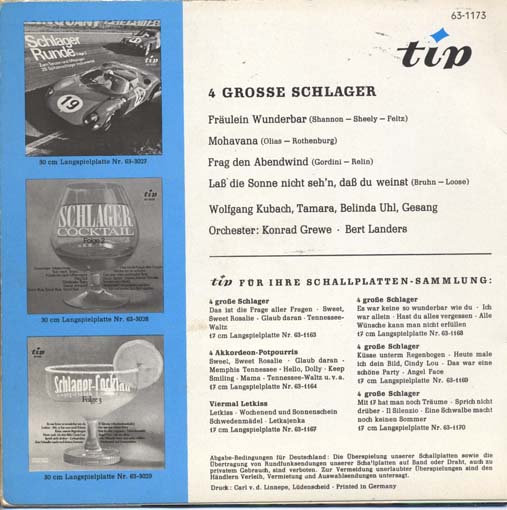 63-1173
tip
Schlager
Runde Folge 1
19
30 cm Langspielplatte Nr. 63-3027
tip
SCHLAGER
COCKTAIL
Folge 2
30 cm Langspielplatte Nr. 63-3028
tip
Schlager-Cocktail
Folge 3
30 cm Langspielplatte Nr. 63-3029
4 GROSSE SCHLAGER
Fräulein Wunderbar (Shannon – Sheely – Feltz)
Mohavana (Olias – Rothenburg)
Frag den Abendwind (Gordini – Relin)
Laß die Sonne nicht seh'n, daß du weinst (Bruhn – Loose)
Wolfgang Kubach, Tamara, Belinda Uhl, Gesang
Orchester: Konrad Grewe · Bert Landers
tip FÜR IHRE SCHALLPLATTEN-SAMMLUNG:
4 große Schlager
Das ist die Frage aller Fragen · Sweet,
Sweet Rosalie · Glaub daran · Tennessee-
Waltz
17 cm Langspielplatte Nr. 63-1163
4 Akkordeon-Potpourris
Sweet, Sweet Rosalie · Glaub daran ·
Memphis Tennessee · Hello, Dolly · Keep
Smiling · Mama · Tennessee-Waltz u. v. a.
17 cm Langspielplatte Nr. 63-1164
Viermal Letkiss
Letkiss · Wochenend und Sonnenschein
Schwedenmädel · Letkajenka
17 cm Langspielplatte Nr. 63-1167
4 große Schlager
Es war keine so wunderbar wie du · Ich
war allein · Hast du alles vergessen · Alle
Wünsche kann man nicht erfüllen
17 cm Langspielplatte Nr. 63-1168
4 große Schlager
Küsse unterm Regenbogen · Heute male
ich dein Bild, Cindy Lou · Das war eine
schöne Party · Angel Face
17 cm Langspielplatte Nr. 63-1169
4 große Schlager
Mit 17 hat man noch Träume · Sprich nicht
drüber · Il Silenzio · Eine Schwalbe macht
noch keinen Sommer
17 cm Langspielplatte Nr. 63-1170
Abgabe-Bedingungen für Deutschland: Die Überspielung unserer Schallplatten sowie die
Übertragung von Rundfunksendungen unserer Schallplatten auf Band oder Draht, auch zu
privatem Gebrauch, sind verboten. Zur Vermeidung unerlaubter Überspielungen sind den
Händlern Verleih, Vermietung und Auswahlsendungen untersagt.
Druck: Carl v. d. Linnepe, Lüdenscheid · Printed in Germany